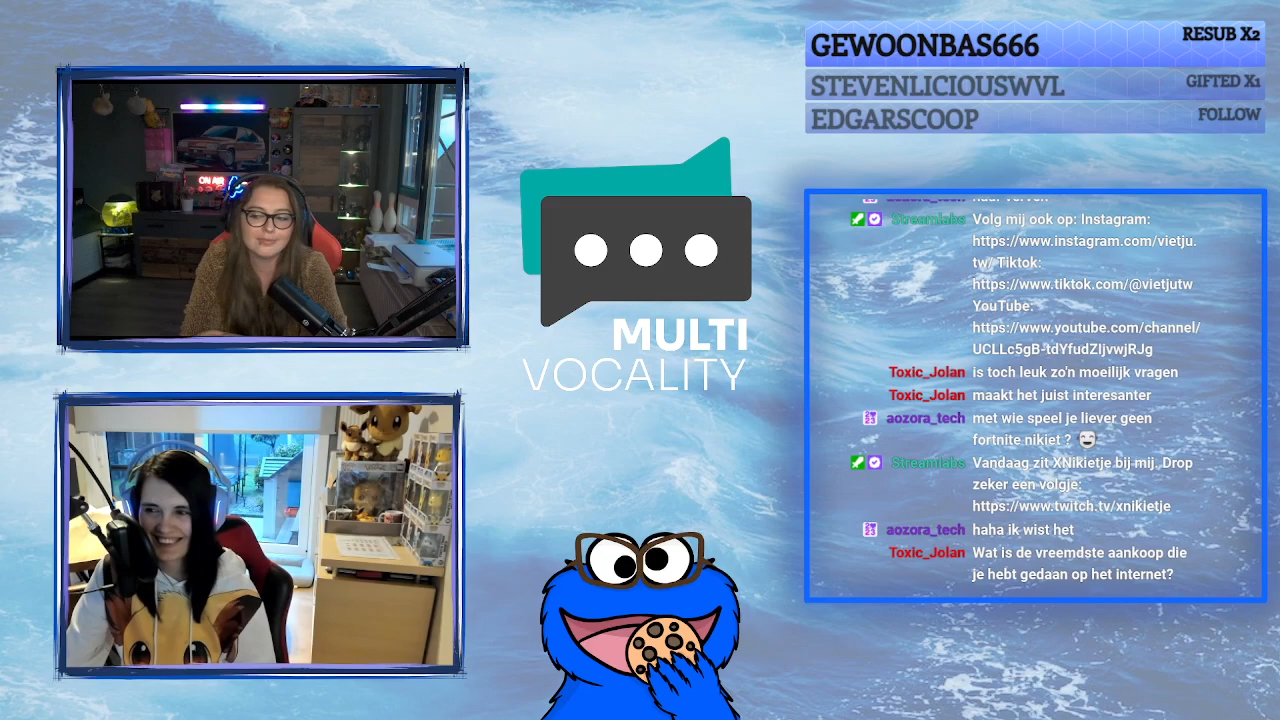 GEWOONBAS666 RESUB X2
STEVENLICIOUSWVL GIFTED X1
EDGARSCOOP FOLLOW
ON AIR
MULTI
VOCALITY
aozora_tech haar verven
Streamlabs Volg mij ook op: Instagram:
https://www.instagram.com/vietju.
tw/ Tiktok:
https://www.tiktok.com/@vietjutw
YouTube:
https://www.youtube.com/channel/
UCLLc5gB-tdYfudZIjvwjRJg
Toxic_Jolan is toch leuk zo'n moeilijk vragen
Toxic_Jolan maakt het juist interesanter
aozora_tech met wie speel je liever geen
fortnite nikiet ?
Streamlabs Vandaag zit XNikietje bij mij. Drop
zeker een volgje:
https://www.twitch.tv/xnikietje
aozora_tech haha ik wist het
Toxic_Jolan Wat is de vreemdste aankoop die
je hebt gedaan op het internet?